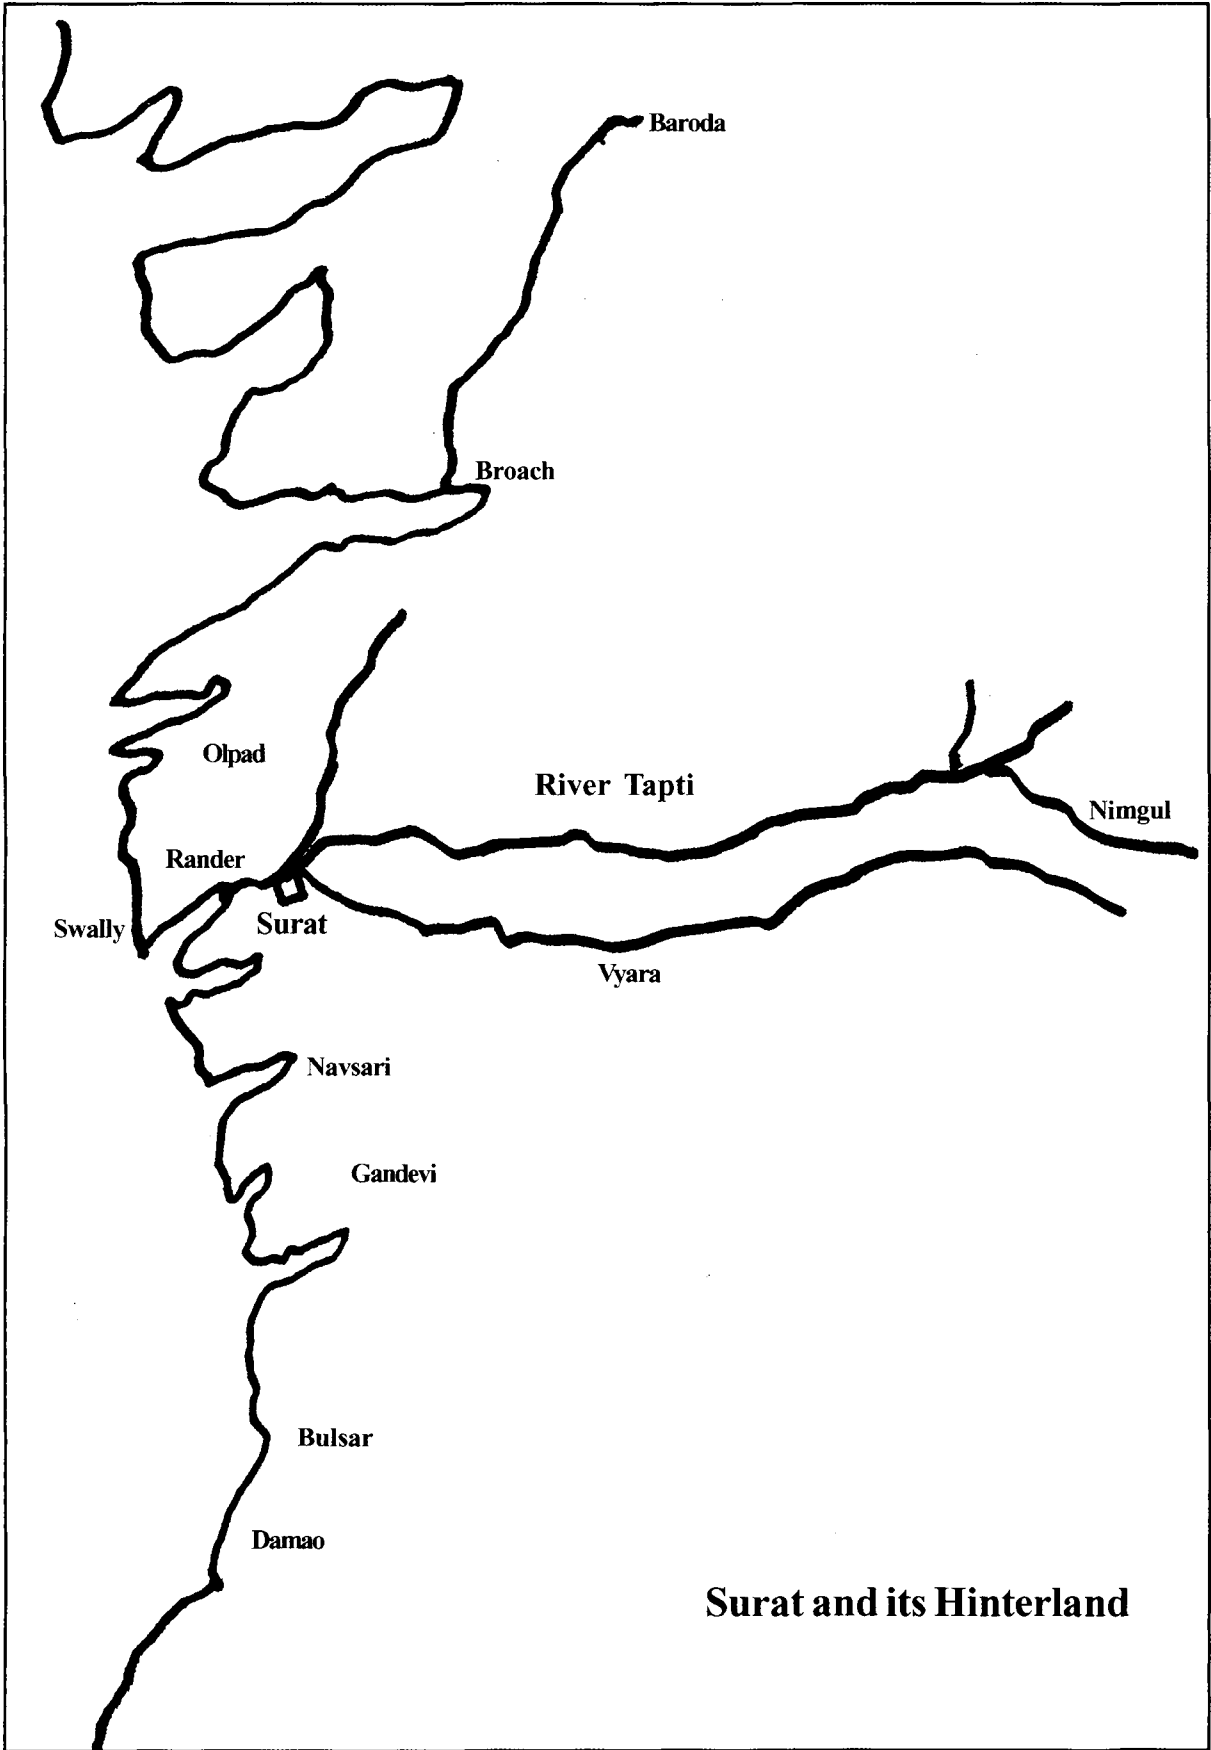 Baroda
Broach
Olpad
River Tapti
Nimgul
Rander
Surat
Swally
Vyara
Navsari
Gandevi
Bulsar
Damao
Surat and its Hinterland